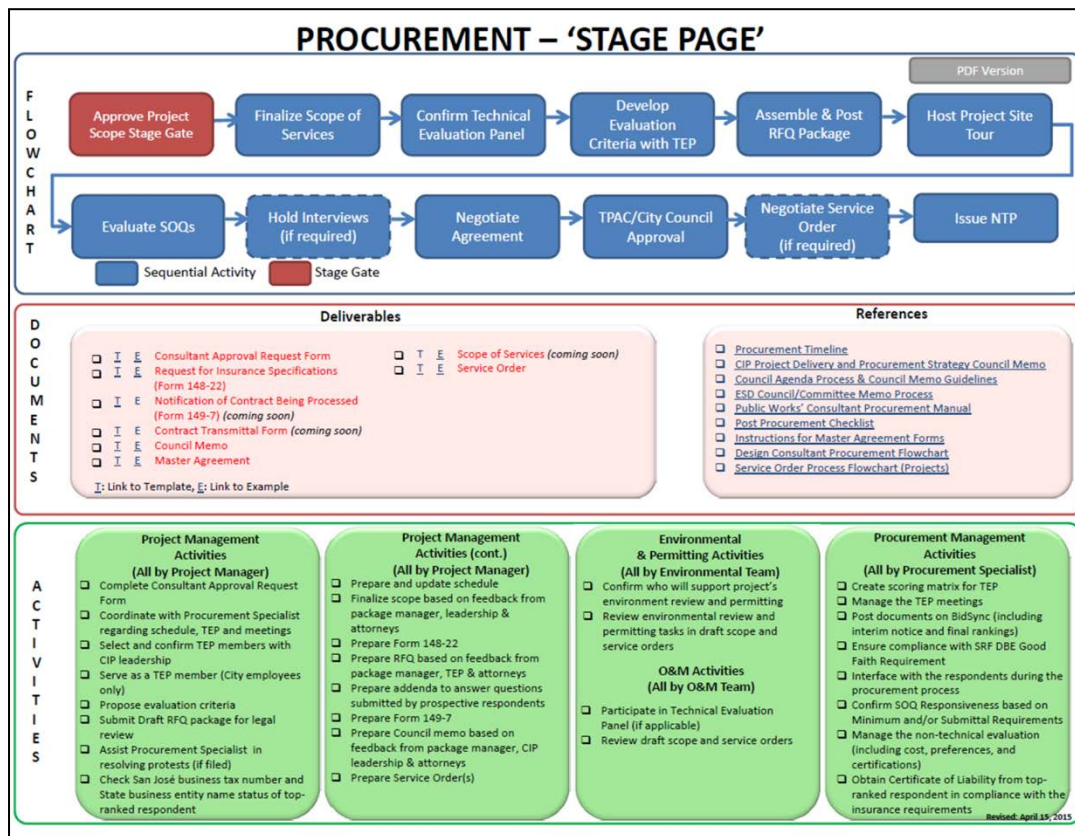 PROCUREMENT – ‘STAGE PAGE’
PDF Version
FLOWCHART
Approve Project
Scope Stage Gate
Finalize Scope of
Services
Confirm Technical
Evaluation Panel
Develop
Evaluation
Criteria with TEP
Assemble & Post
RFQ Package
Host Project Site
Tour
Evaluate SOQs
Hold Interviews
(if required)
Negotiate
Agreement
TPAC/City Council
Approval
Negotiate Service
Order
(if required)
Issue NTP
Sequential Activity
Stage Gate
DOCUMENTS
Deliverables
T E Consultant Approval Request Form
T E Request for Insurance Specifications
(Form 148-22)
T E Notification of Contract Being Processed
(Form 149-7) (coming soon)
T E Contract Transmittal Form (coming soon)
T E Council Memo
T E Master Agreement
T E Scope of Services (coming soon)
T E Service Order
T: Link to Template, E: Link to Example
References
Procurement Timeline
CIP Project Delivery and Procurement Strategy Council Memo
Council Agenda Process & Council Memo Guidelines
ESD Council/Committee Memo Process
Public Works’ Consultant Procurement Manual
Post Procurement Checklist
Instructions for Master Agreement Forms
Design Consultant Procurement Flowchart
Service Order Process Flowchart (Projects)
ACTIVITIES
Project Management
Activities
(All by Project Manager)
Complete Consultant Approval Request
Form
Coordinate with Procurement Specialist
regarding schedule, TEP and meetings
Select and confirm TEP members with
CIP leadership
Serve as a TEP member (City employees
only)
Propose evaluation criteria
Submit Draft RFQ package for legal
review
Assist Procurement Specialist in
resolving protests (if filed)
Check San José business tax number and
State business entity name status of top-
ranked respondent
Project Management
Activities (cont.)
(All by Project Manager)
Prepare and update schedule
Finalize scope based on feedback from
package manager, leadership &
attorneys
Prepare Form 148-22
Prepare RFQ based on feedback from
package manager, TEP & attorneys
Prepare addenda to answer questions
submitted by prospective respondents
Prepare Form 149-7
Prepare Council memo based on
feedback from package manager, CIP
leadership & attorneys
Prepare Service Order(s)
Environmental
& Permitting Activities
(All by Environmental Team)
Confirm who will support project’s
environment review and permitting
Review environmental review and
permitting tasks in draft scope and
service orders
O&M Activities
(All by O&M Team)
Participate in Technical Evaluation
Panel (if applicable)
Review draft scope and service orders
Procurement Management
Activities
(All by Procurement Specialist)
Create scoring matrix for TEP
Manage the TEP meetings
Post documents on BidSync (including
interim notice and final rankings)
Ensure compliance with SRF DBE Good
Faith Requirement
Interface with the respondents during the
procurement process
Confirm SOQ Responsiveness based on
Minimum and/or Submittal Requirements
Manage the non-technical evaluation
(including cost, preferences, and
certifications)
Obtain Certificate of Liability from top-
ranked respondent in compliance with the
insurance requirements
Revised: April 15, 2015